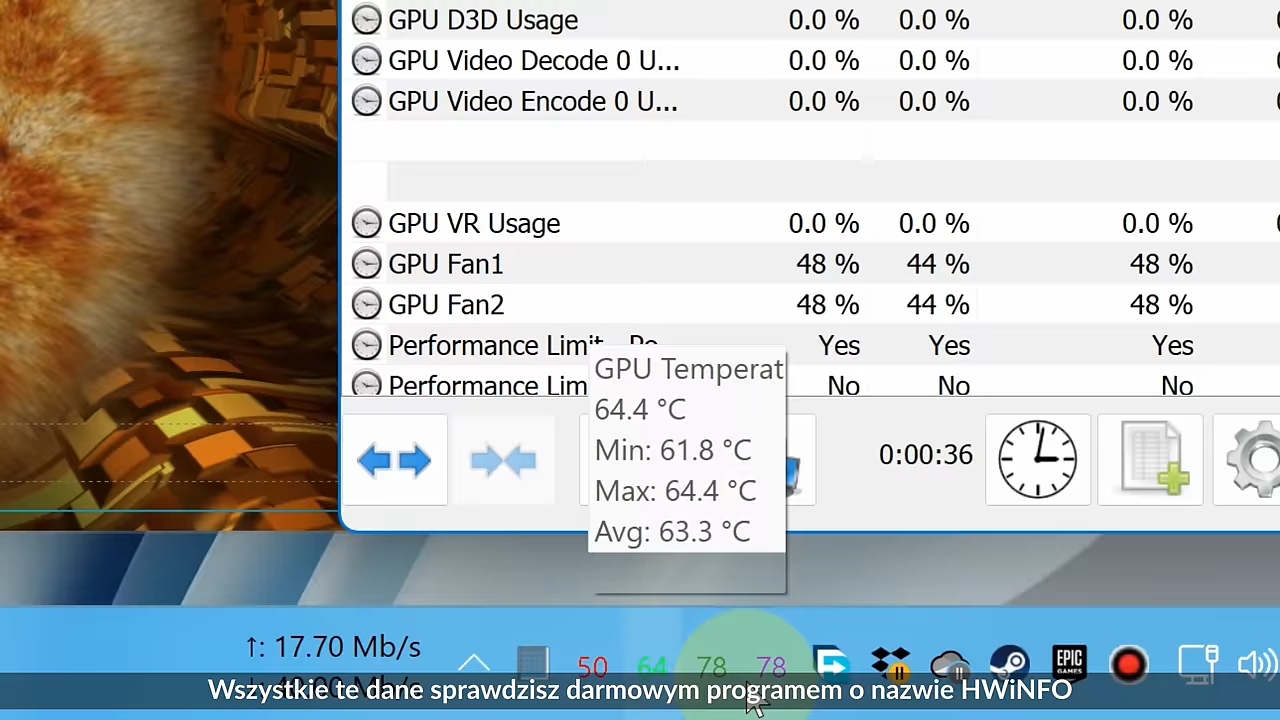 GPU D3D Usage 0.0 % 0.0 % 0.0 %
GPU Video Decode 0 U... 0.0 % 0.0 % 0.0 %
GPU Video Encode 0 U... 0.0 % 0.0 % 0.0 %
GPU VR Usage 0.0 % 0.0 % 0.0 %
GPU Fan1 48 % 44 % 48 %
GPU Fan2 48 % 44 % 48 %
Performance Limit Yes Yes Yes
Performance Lim No No No
GPU Temperat
64.4 °C
Min: 61.8 °C
Max: 64.4 °C
Avg: 63.3 °C
0:00:36
↑: 17.70 Mb/s
50 64 78 78
EPIC
GAMES
Wszystkie te dane sprawdzisz darmowym programem o nazwie HWiNFO